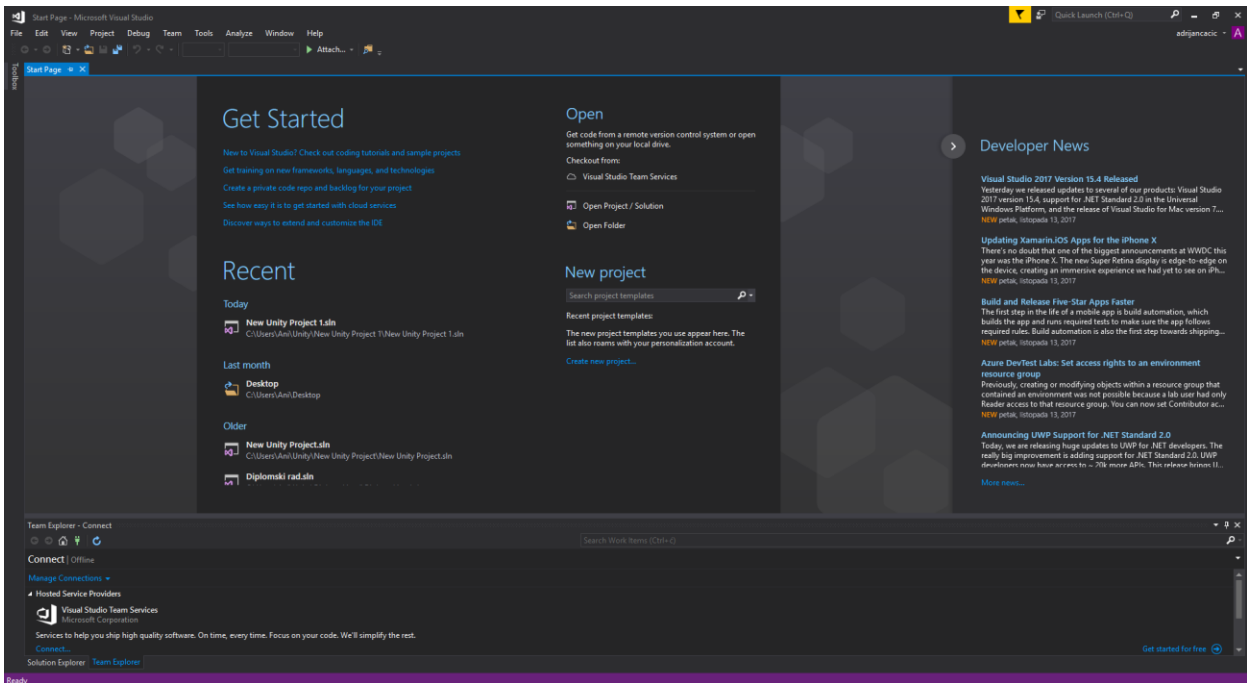 Start Page - Microsoft Visual Studio
Quick Launch (Ctrl+Q)
File Edit View Project Debug Team Tools Analyze Window Help
adrijancacic
A
Attach...
Toolbox
Start Page
Get Started
New to Visual Studio? Check out coding tutorials and sample projects
Get training on new frameworks, languages, and technologies
Create a private code repo and backlog for your project
See how easy it is to get started with cloud services
Discover ways to extend and customize the IDE
Recent
Today
New Unity Project 1.sln
C:\Users\Ani\Unity\New Unity Project 1\New Unity Project 1.sln
Last month
Desktop
C:\Users\Ani\Desktop
Older
New Unity Project.sln
C:\Users\Ani\Unity\New Unity Project\New Unity Project.sln
Diplomski rad.sln
Open
Get code from a remote version control system or open
something on your local drive.
Checkout from:
Visual Studio Team Services
Open Project / Solution
Open Folder
New project
Search project templates
Recent project templates:
The new project templates you use appear here. The
list also roams with your personalization account.
Create new project...
Developer News
Visual Studio 2017 Version 15.4 Released
Yesterday we released updates to several of our products: Visual Studio
2017 version 15.4, support for .NET Standard 2.0 in the Universal
Windows Platform, and the release of Visual Studio for Mac version 7....
NEW petak, listopada 13, 2017
Updating Xamarin.iOS Apps for the iPhone X
There's no doubt that one of the biggest announcements at WWDC this
year was the iPhone X. The new Super Retina display is edge-to-edge on
the device, creating an immersive experience we had yet to see on iPh...
NEW petak, listopada 13, 2017
Build and Release Five-Star Apps Faster
The first step in the life of a mobile app is build automation, which
builds the app and runs required tests to make sure the app follows
required rules. Build automation is also the first step towards shipping...
NEW petak, listopada 13, 2017
Azure DevTest Labs: Set access rights to an environment
resource group
Previously, creating or modifying objects within a resource group that
contained an environment was not possible because a lab user had only
Reader access to that resource group. You can now set Contributor ac...
NEW petak, listopada 13, 2017
Announcing UWP Support for .NET Standard 2.0
Today, we are releasing huge updates to UWP for .NET developers. The
really big improvement is adding support for .NET Standard 2.0. UWP
developers now have access to ~ 20k more APIs. This release brings U...
More news...
Team Explorer - Connect
Search Work Items (Ctrl+č)
Connect | Offline
Manage Connections
Hosted Service Providers
Visual Studio Team Services
Microsoft Corporation
Services to help you ship high quality software. On time, every time. Focus on your code. We'll simplify the rest.
Connect...
Get started for free
Solution Explorer Team Explorer
Ready